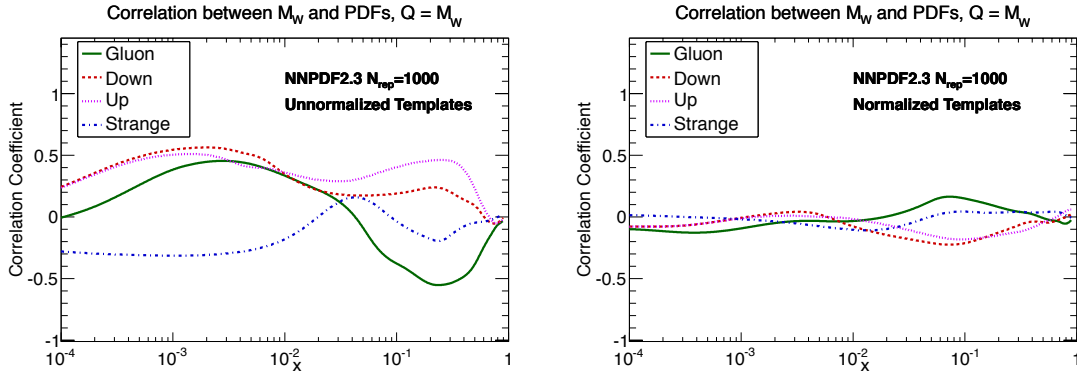 Correlation between M_W and PDFs, Q = M_W
Correlation Coefficient
1
0.5
0
-0.5
-1
Gluon
Down
Up
Strange
NNPDF2.3 N_rep=1000
Unnormalized Templates
10^-4
10^-3
10^-2
10^-1
1
x
Correlation between M_W and PDFs, Q = M_W
Correlation Coefficient
1
0.5
0
-0.5
-1
Gluon
Down
Up
Strange
NNPDF2.3 N_rep=1000
Normalized Templates
10^-4
10^-3
10^-2
10^-1
1
x